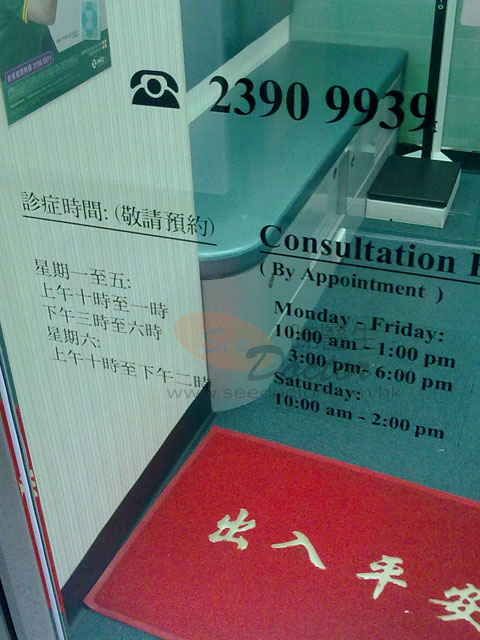 2390 9939
診症時間: (敬請預約)
星期一至五:
上午十時至一時
下午三時至六時
星期六:
上午十時至下午二時
Consultation
( By Appointment )
Monday - Friday:
10:00 am - 1:00 pm
3:00 pm- 6:00 pm
Saturday:
10:00 am - 2:00 pm
See
Doctor
出入平安